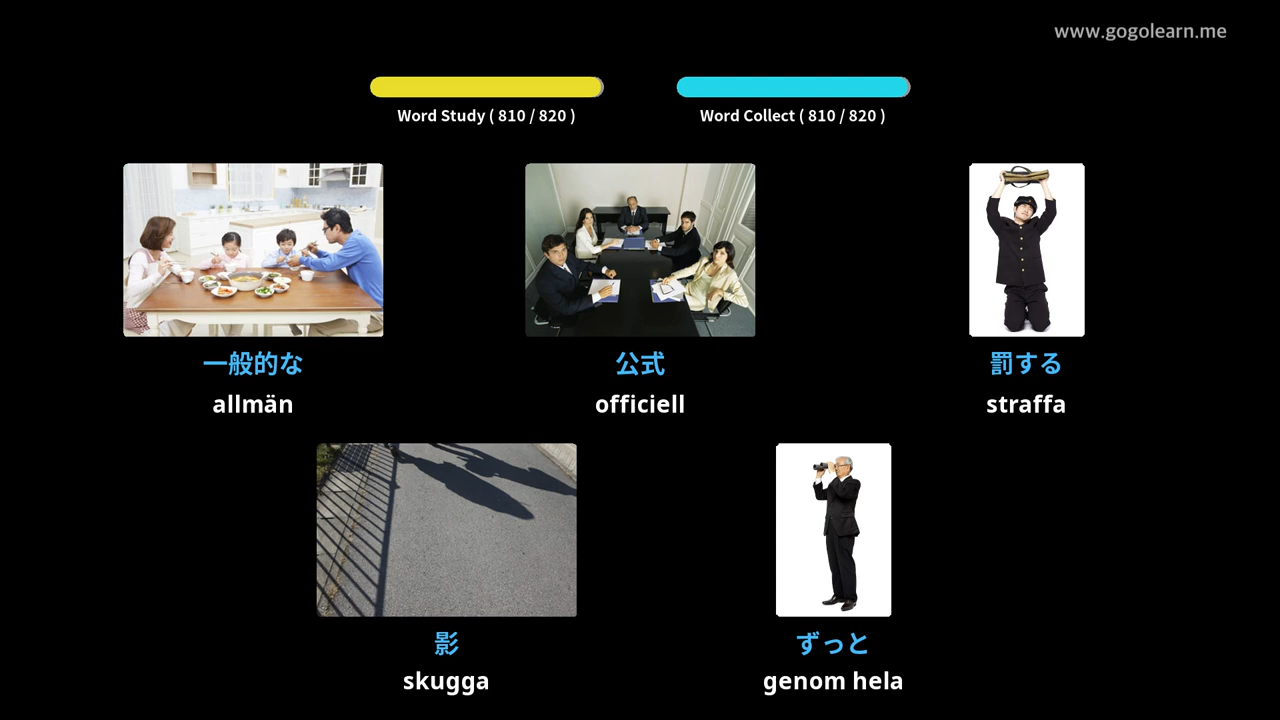 www.gogolearn.me
Word Study ( 810 / 820 )
Word Collect ( 810 / 820 )
一般的な
allmän
公式
officiell
罰する
straffa
影
skugga
ずっと
genom hela